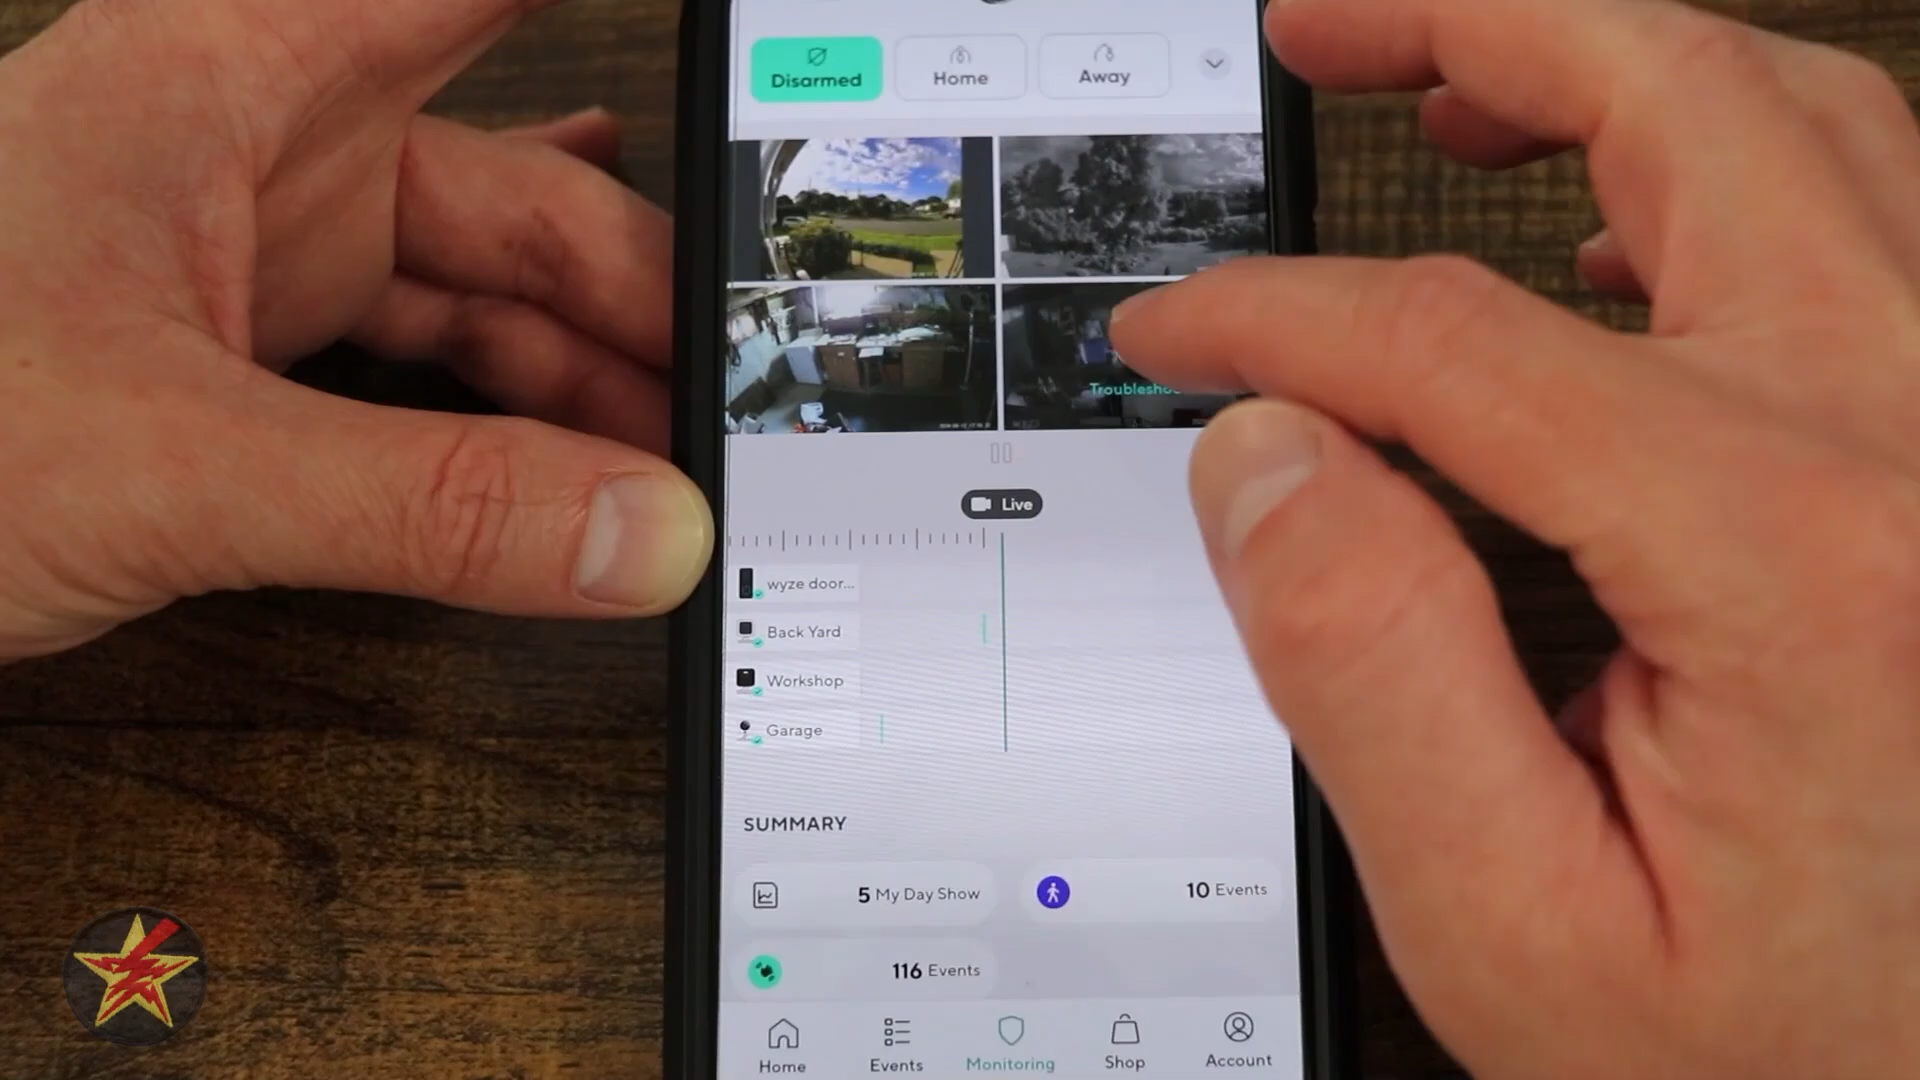 Disarmed
Home
Away
Live
wyze door...
Back Yard
Workshop
Garage
SUMMARY
5 My Day Show
10 Events
116 Events
Home
Events
Monitoring
Shop
Account